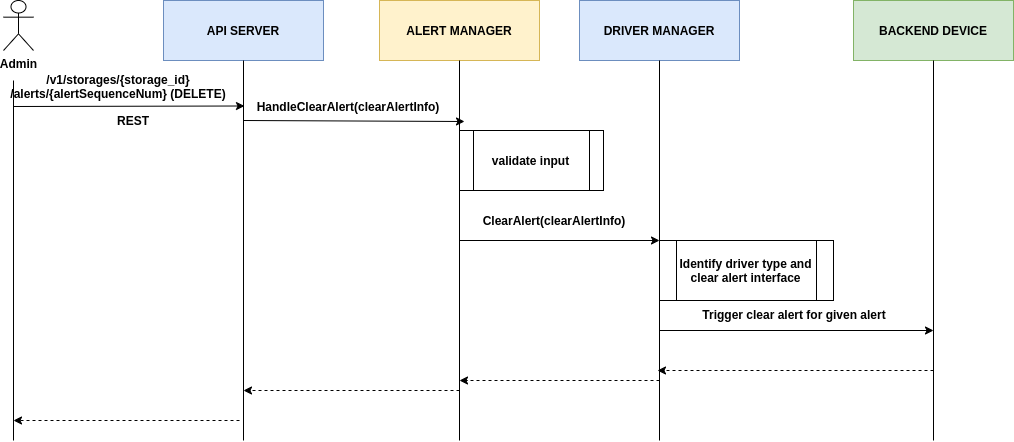 API SERVER
ALERT MANAGER
DRIVER MANAGER
BACKEND DEVICE
Admin
/v1/storages/{storage_id}
/alerts/{alertSequenceNum} (DELETE)
REST
HandleClearAlert(clearAlertInfo)
validate input
ClearAlert(clearAlertInfo)
Identify driver type and
clear alert interface
Trigger clear alert for given alert